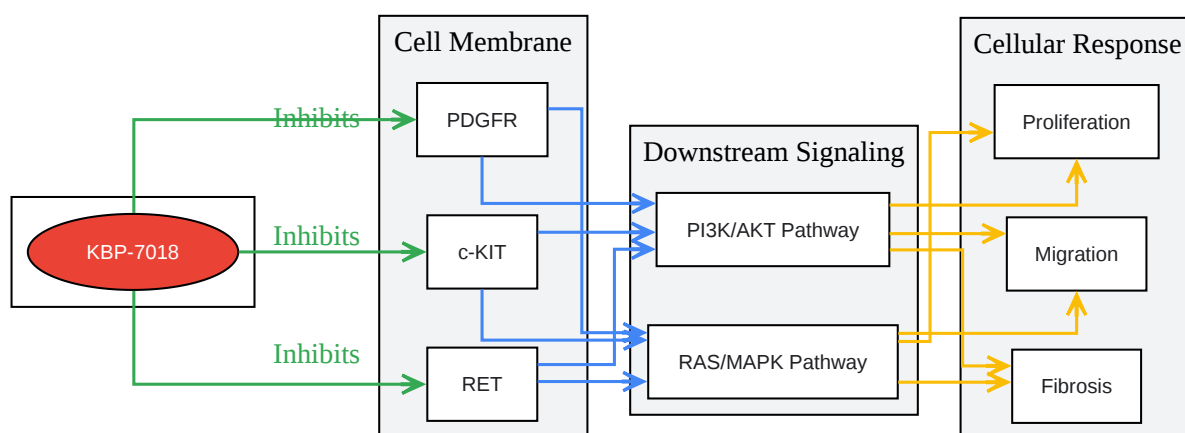 Cell Membrane
Cellular Response
Inhibits
PDGFR
Proliferation
Downstream Signaling
KBP-7018
Inhibits
c-KIT
PI3K/AKT Pathway
Migration
Inhibits
RET
RAS/MAPK Pathway
Fibrosis